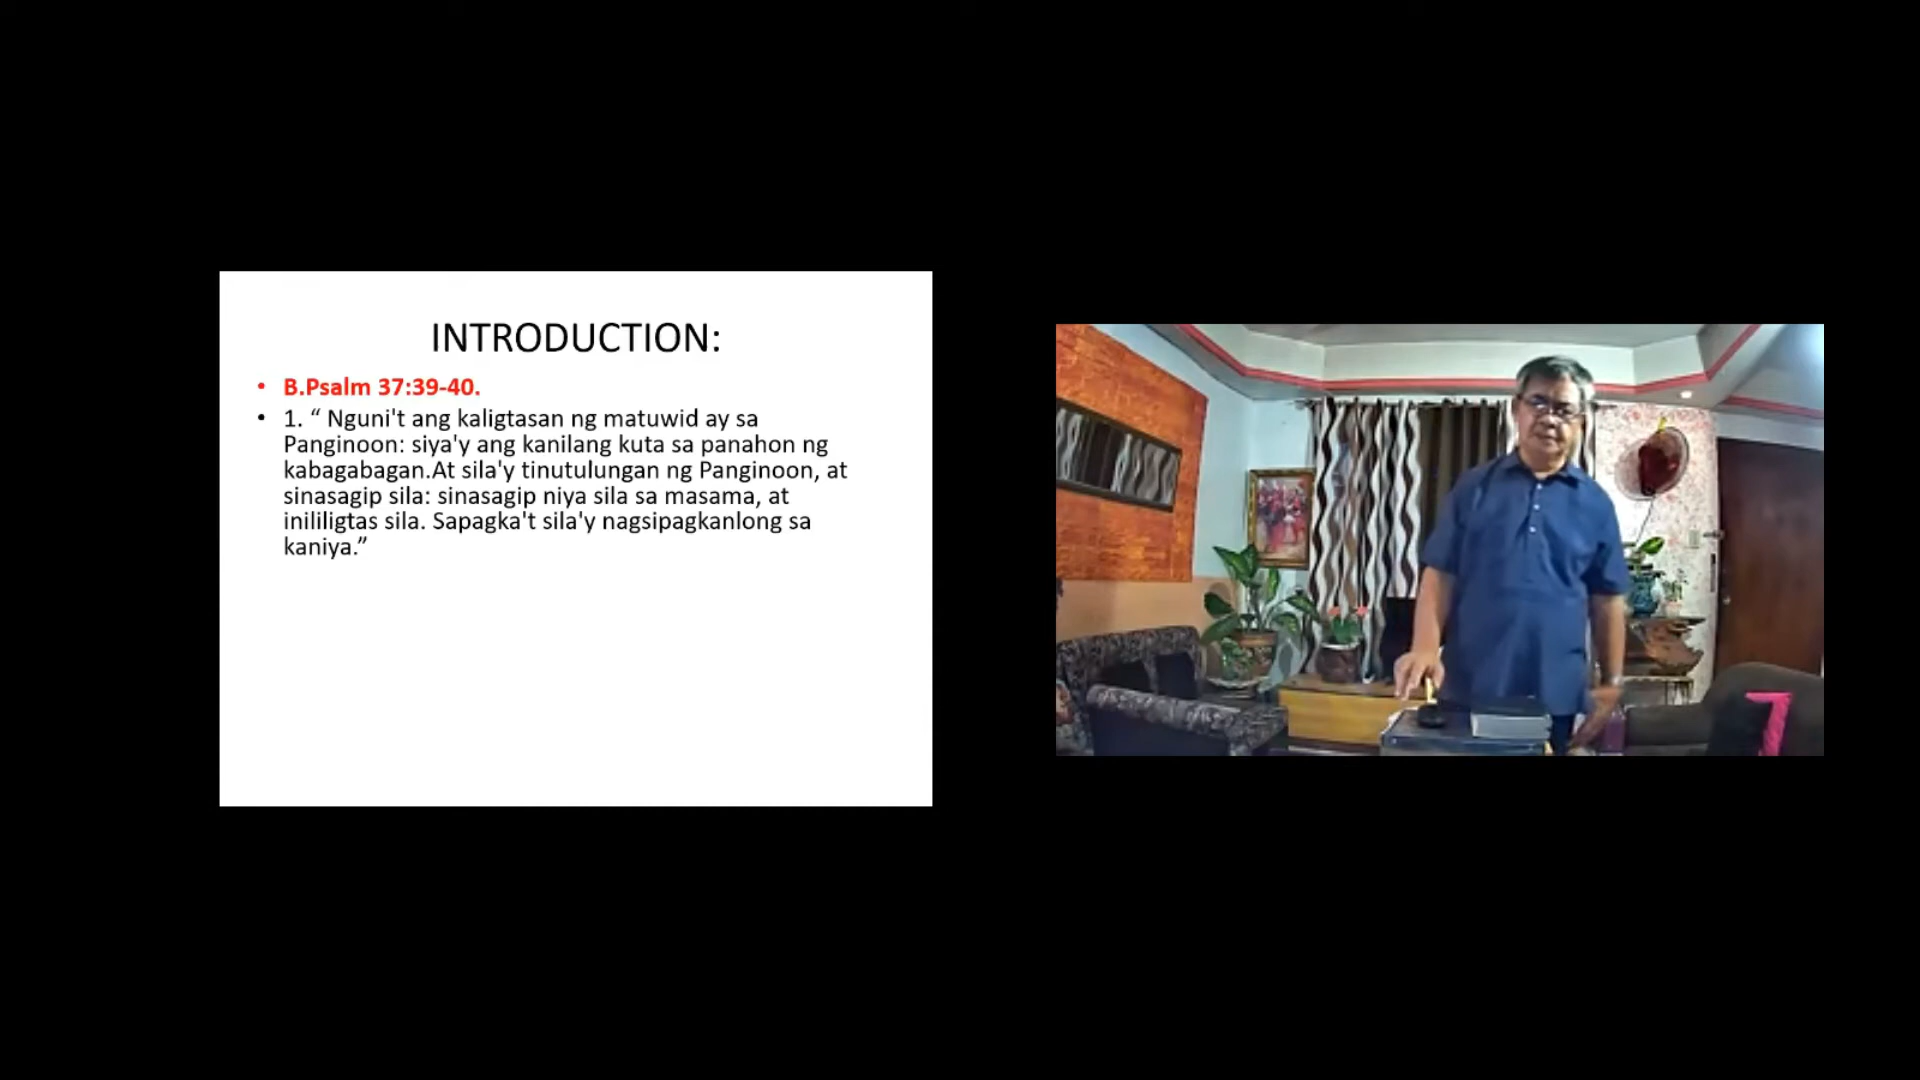 INTRODUCTION:
• B.Psalm 37:39-40.
• 1. “ Nguni't ang kaligtasan ng matuwid ay sa
Panginoon: siya'y ang kanilang kuta sa panahon ng
kabagabagan.At sila'y tinutulungan ng Panginoon, at
sinasagip sila: sinasagip niya sila sa masama, at
inililigtas sila. Sapagka't sila'y nagsipagkanlong sa
kaniya.”